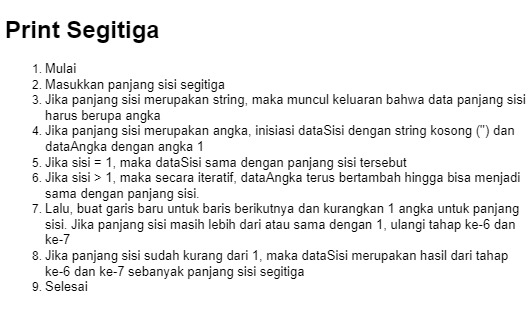 Print Segitiga
1. Mulai
2. Masukkan panjang sisi segitiga
3. Jika panjang sisi merupakan string, maka muncul keluaran bahwa data panjang sisi
harus berupa angka
4. Jika panjang sisi merupakan angka, inisiasi dataSisi dengan string kosong ('') dan
dataAngka dengan angka 1
5. Jika sisi = 1, maka dataSisi sama dengan panjang sisi tersebut
6. Jika sisi > 1, maka secara iteratif, dataAngka terus bertambah hingga bisa menjadi
sama dengan panjang sisi.
7. Lalu, buat garis baru untuk baris berikutnya dan kurangkan 1 angka untuk panjang
sisi. Jika panjang sisi masih lebih dari atau sama dengan 1, ulangi tahap ke-6 dan
ke-7
8. Jika panjang sisi sudah kurang dari 1, maka dataSisi merupakan hasil dari tahap
ke-6 dan ke-7 sebanyak panjang sisi segitiga
9. Selesai